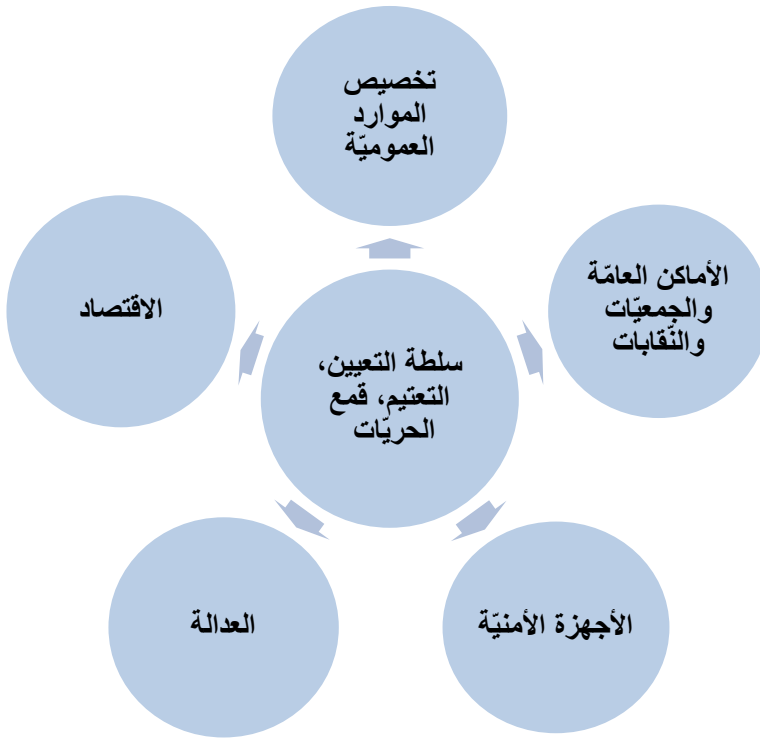 تخصيص
الموارد
العموميّة
الأماكن العامّة
والجمعيّات
والنّقابات
الاقتصاد
سلطة التعيين،
التعتيم، قمع
الحريّات
العدالة
الأجهزة الأمنيّة